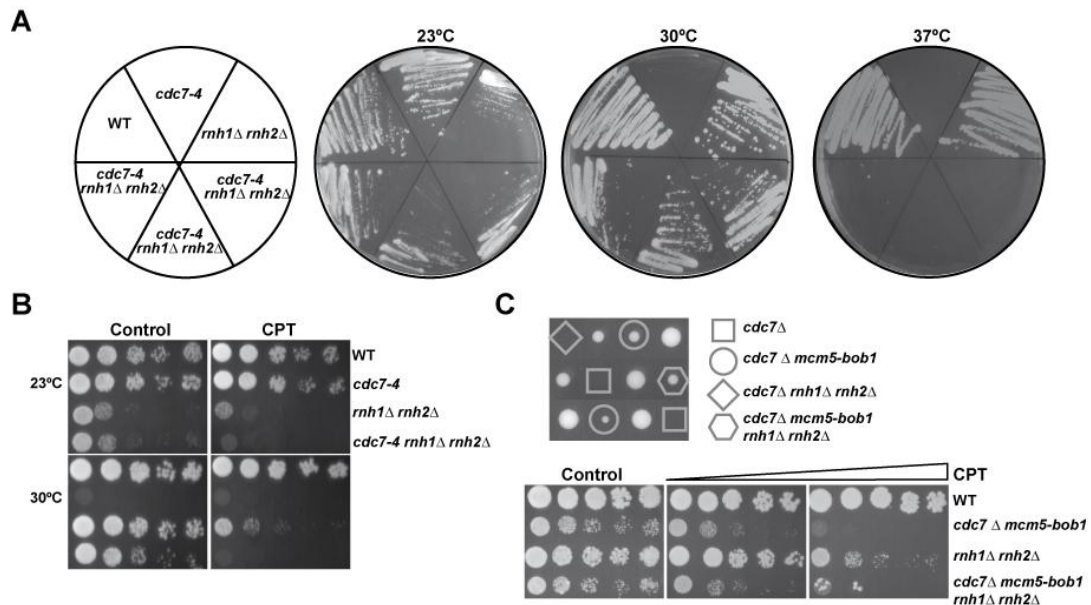 A
23ºC
30ºC
37ºC
WT
cdc7-4
rnh1Δ rnh2Δ
cdc7-4
rnh1Δ rnh2Δ
cdc7-4
rnh1Δ rnh2Δ
cdc7-4
rnh1Δ rnh2Δ
B
Control
CPT
23ºC
WT
cdc7-4
rnh1Δ rnh2Δ
cdc7-4 rnh1Δ rnh2Δ
30ºC
C
cdc7Δ
cdc7 Δ mcm5-bob1
cdc7Δ rnh1Δ rnh2Δ
cdc7Δ mcm5-bob1
rnh1Δ rnh2Δ
Control
CPT
WT
cdc7 Δ mcm5-bob1
rnh1Δ rnh2Δ
cdc7Δ mcm5-bob1
rnh1Δ rnh2Δ